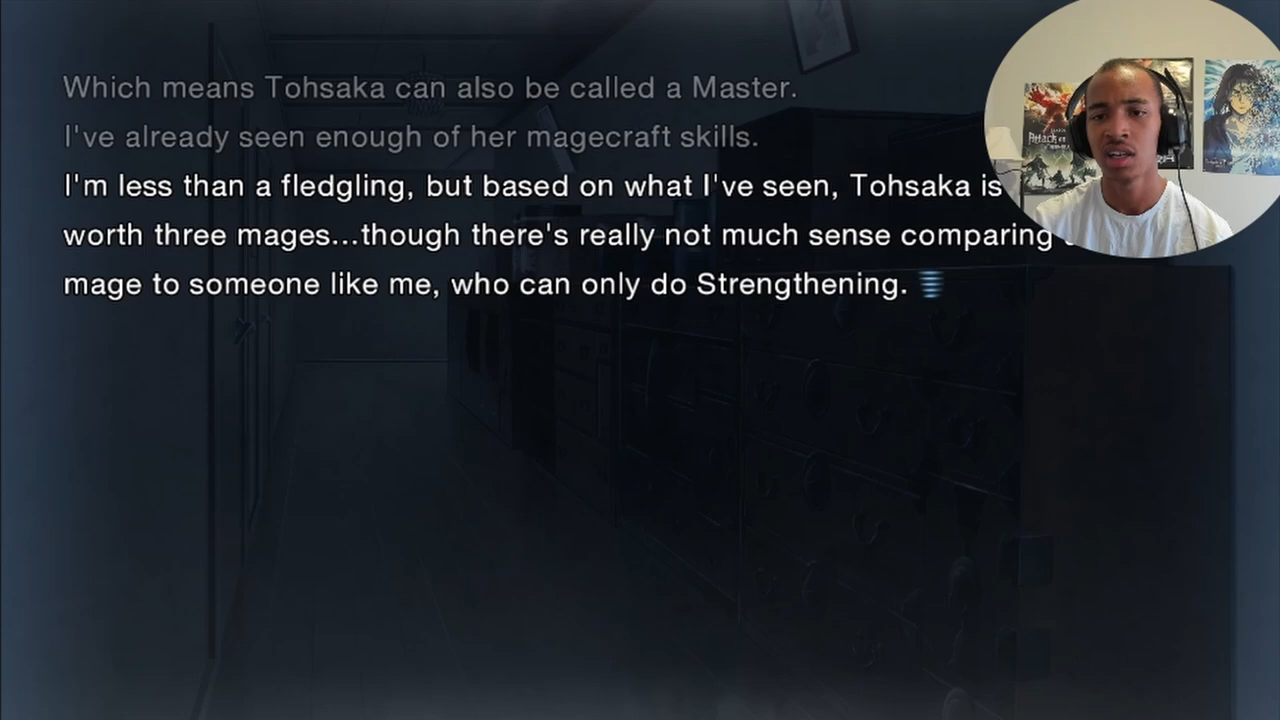 Which means Tohsaka can also be called a Master.
I've already seen enough of her magecraft skills.
I'm less than a fledgling, but based on what I've seen, Tohsaka is
worth three mages...though there's really not much sense comparing
mage to someone like me, who can only do Strengthening.
Attack on